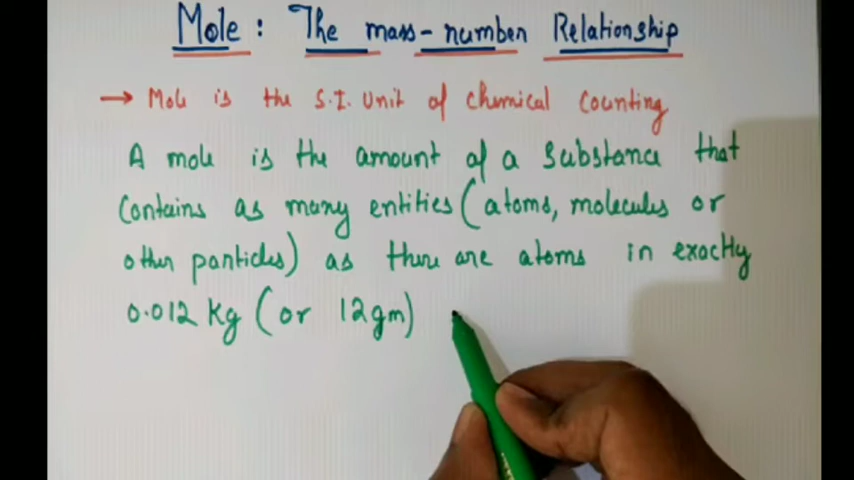 Mole: The mass-number Relationship
→ Mole is the S.I. Unit of chemical counting
A mole is the amount of a substance that
Contains as many entities (atoms, molecules or
other particles) as there are atoms in exactly
0.012 kg (or 12gm)